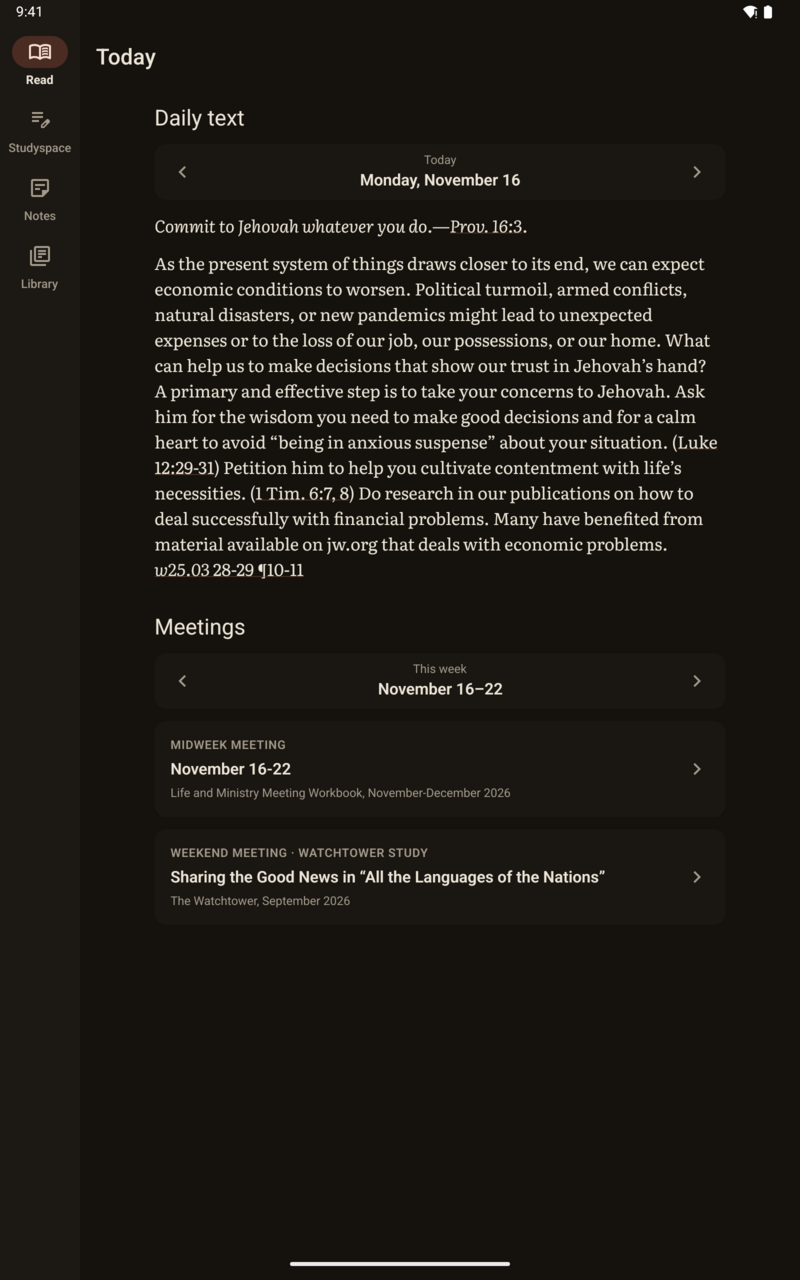 9:41
Today
Read
Studyspace
Notes
Library
Daily text
Today
Monday, November 16
Commit to Jehovah whatever you do.—Prov. 16:3.
As the present system of things draws closer to its end, we can expect
economic conditions to worsen. Political turmoil, armed conflicts,
natural disasters, or new pandemics might lead to unexpected
expenses or to the loss of our job, our possessions, or our home. What
can help us to make decisions that show our trust in Jehovah’s hand?
A primary and effective step is to take your concerns to Jehovah. Ask
him for the wisdom you need to make good decisions and for a calm
heart to avoid “being in anxious suspense” about your situation. (Luke
12:29-31) Petition him to help you cultivate contentment with life’s
necessities. (1 Tim. 6:7, 8) Do research in our publications on how to
deal successfully with financial problems. Many have benefited from
material available on jw.org that deals with economic problems.
w25.03 28-29 ¶10-11
Meetings
This week
November 16–22
MIDWEEK MEETING
November 16-22
Life and Ministry Meeting Workbook, November-December 2026
WEEKEND MEETING · WATCHTOWER STUDY
Sharing the Good News in “All the Languages of the Nations”
The Watchtower, September 2026